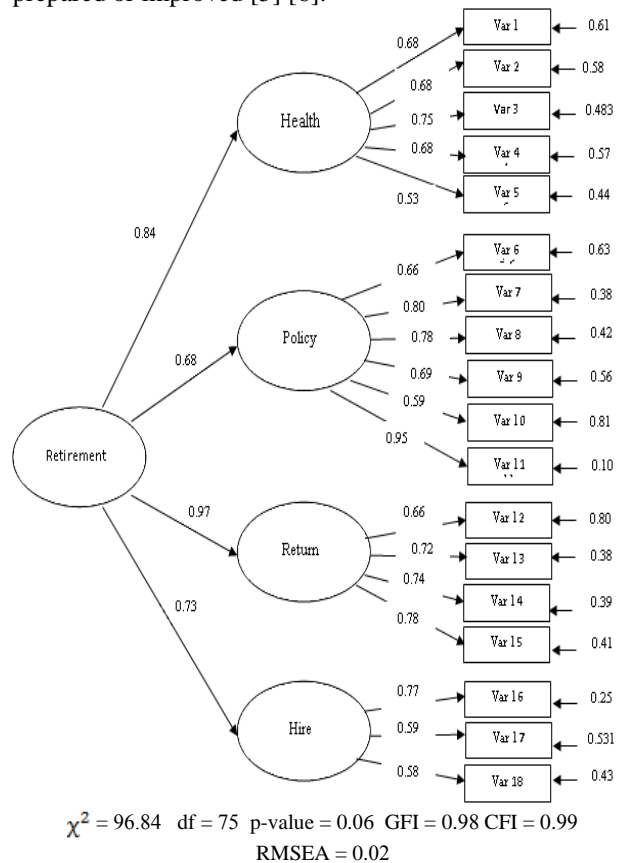 prepared or improved [5]-[6].
Var 1
0.61
0.68
Var 2
0.58
0.68
Health
0.75
Var 3
0.483
0.68
Var 4
0.57
0.53
Var 5
0.44
0.84
Var 6
0.63
0.66
Var 7
0.38
0.80
Policy
0.78
Var 8
0.42
0.69
Var 9
0.56
0.68
0.59
Var 10
0.81
0.95
Var 11
0.10
Retirement
0.97
0.66
Var 12
0.80
Return
0.72
Var 13
0.38
0.74
Var 14
0.39
0.78
Var 15
0.41
0.73
0.77
Var 16
0.25
Hire
0.59
Var 17
0.531
0.58
Var 18
0.43
χ² = 96.84 df = 75 p-value = 0.06 GFI = 0.98 CFI = 0.99
RMSEA = 0.02